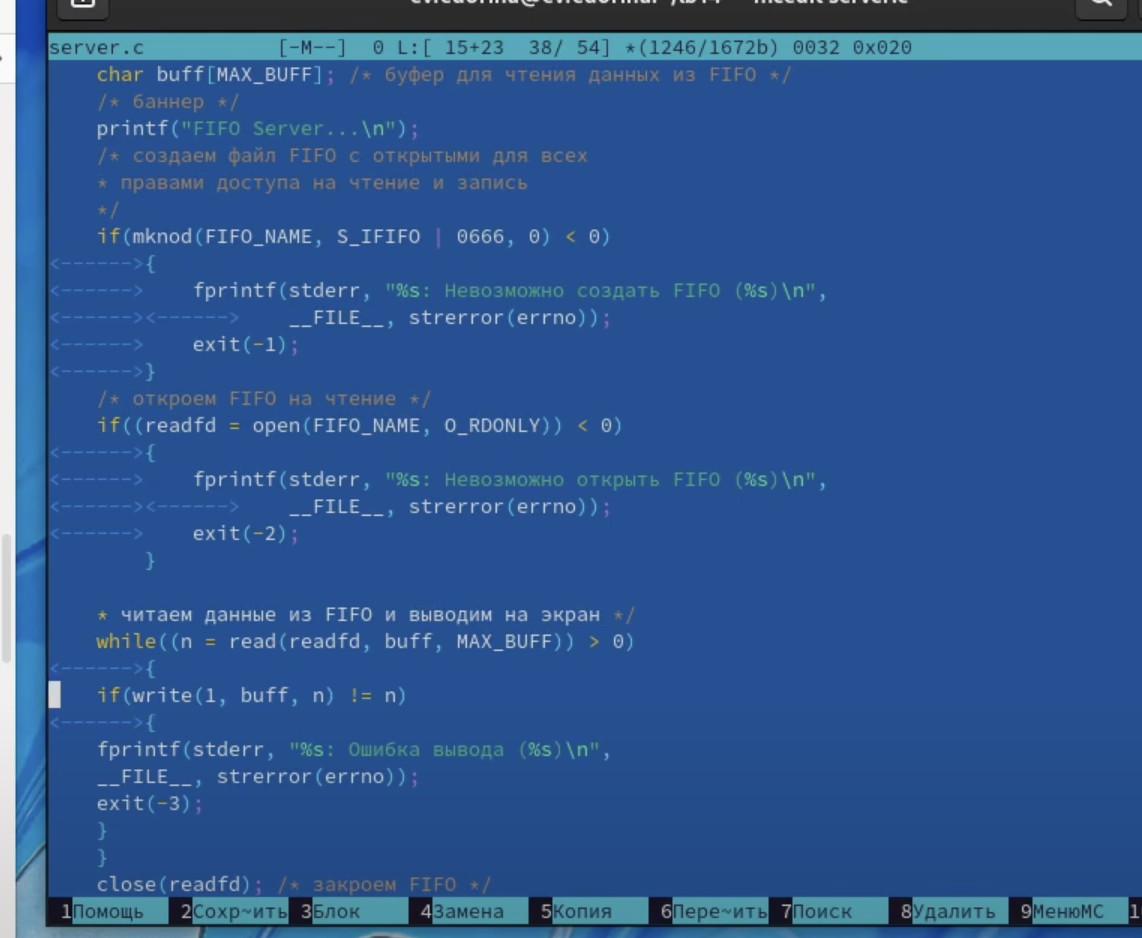 server.c [-M--] 0 L:[ 15+23 38/ 54] *(1246/1672b) 0032 0x020
char buff[MAX_BUFF]; /* буфер для чтения данных из FIFO */
/* баннер */
printf("FIFO Server...\n");
/* создаем файл FIFO с открытыми для всех
* правами доступа на чтение и запись
*/
if(mknod(FIFO_NAME, S_IFIFO | 0666, 0) < 0)
<------>{
<------>    fprintf(stderr, "%s: Невозможно создать FIFO (%s)\n",
<------><------>    __FILE__, strerror(errno));
<------>    exit(-1);
<------>}
/* откроем FIFO на чтение */
if((readfd = open(FIFO_NAME, O_RDONLY)) < 0)
<------>{
<------>    fprintf(stderr, "%s: Невозможно открыть FIFO (%s)\n",
<------><------>    __FILE__, strerror(errno));
<------>    exit(-2);
}
* читаем данные из FIFO и выводим на экран */
while((n = read(readfd, buff, MAX_BUFF)) > 0)
<------>{
if(write(1, buff, n) != n)
<------>{
fprintf(stderr, "%s: Ошибка вывода (%s)\n",
__FILE__, strerror(errno));
exit(-3);
}
}
close(readfd); /* закроем FIFO */
1Помощь 2Сохр~ить 3Блок 4Замена 5Копия 6Пере~ить 7Поиск 8Удалить 9МенюМС